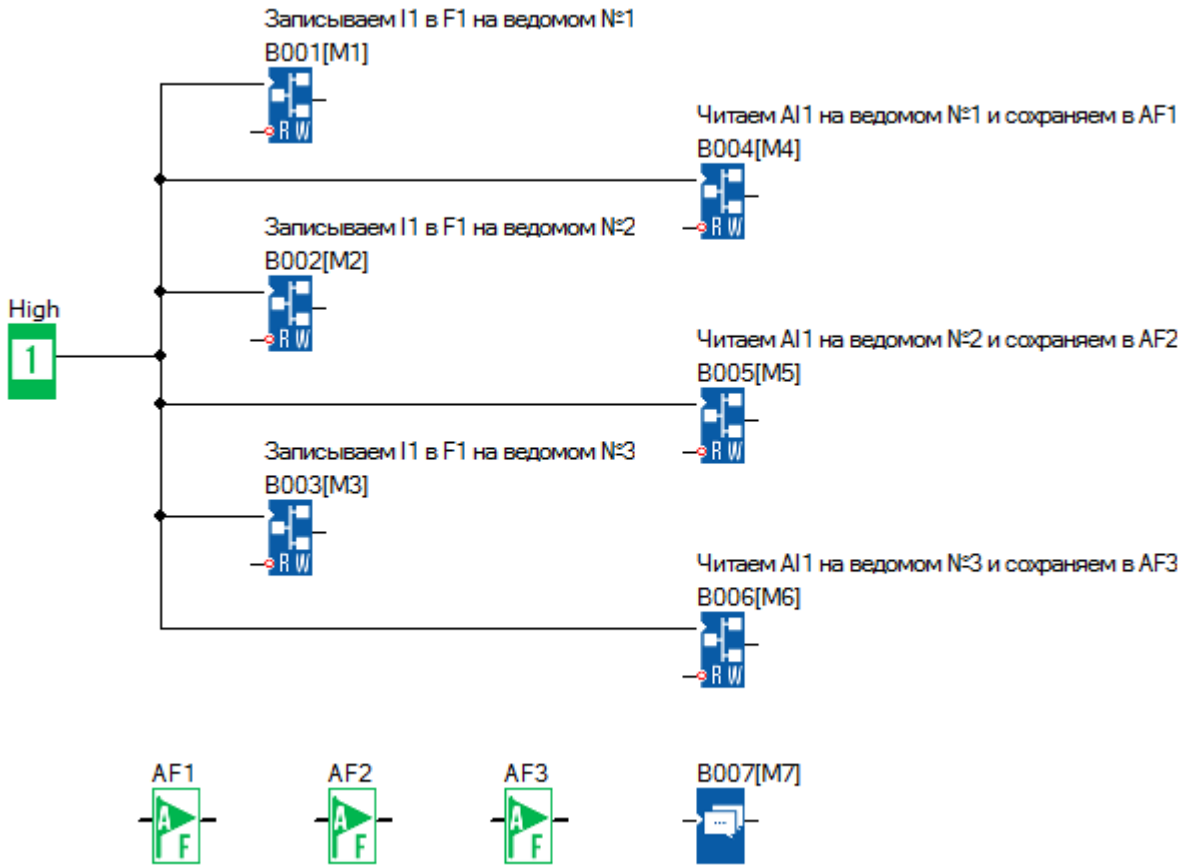 Записываем I1 в F1 на ведомом №1
B001[M1]
R W
Читаем AI1 на ведомом №1 и сохраняем в AF1
B004[M4]
R W
Записываем I1 в F1 на ведомом №2
B002[M2]
R W
High
1
Читаем AI1 на ведомом №2 и сохраняем в AF2
B005[M5]
R W
Записываем I1 в F1 на ведомом №3
B003[M3]
R W
Читаем AI1 на ведомом №3 и сохраняем в AF3
B006[M6]
R W
AF1
A
F
AF2
A
F
AF3
A
F
B007[M7]
...